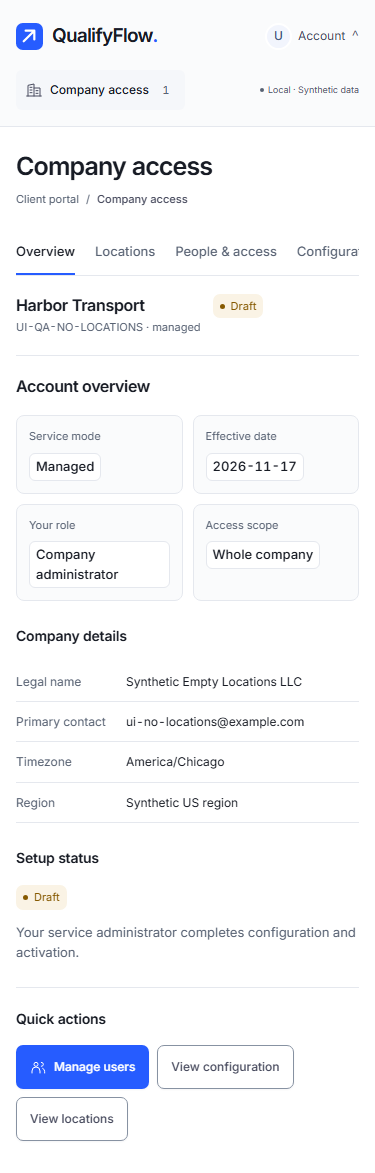 QualifyFlow.
U Account ^
Company access 1
Local · Synthetic data
Company access
Client portal / Company access
Overview Locations People & access Configurat
Harbor Transport
Draft
UI-QA-NO-LOCATIONS · managed
Account overview
Service mode
Managed
Effective date
2026-11-17
Your role
Company
administrator
Access scope
Whole company
Company details
Legal name Synthetic Empty Locations LLC
Primary contact ui-no-locations@example.com
Timezone America/Chicago
Region Synthetic US region
Setup status
Draft
Your service administrator completes configuration and
activation.
Quick actions
Manage users View configuration
View locations